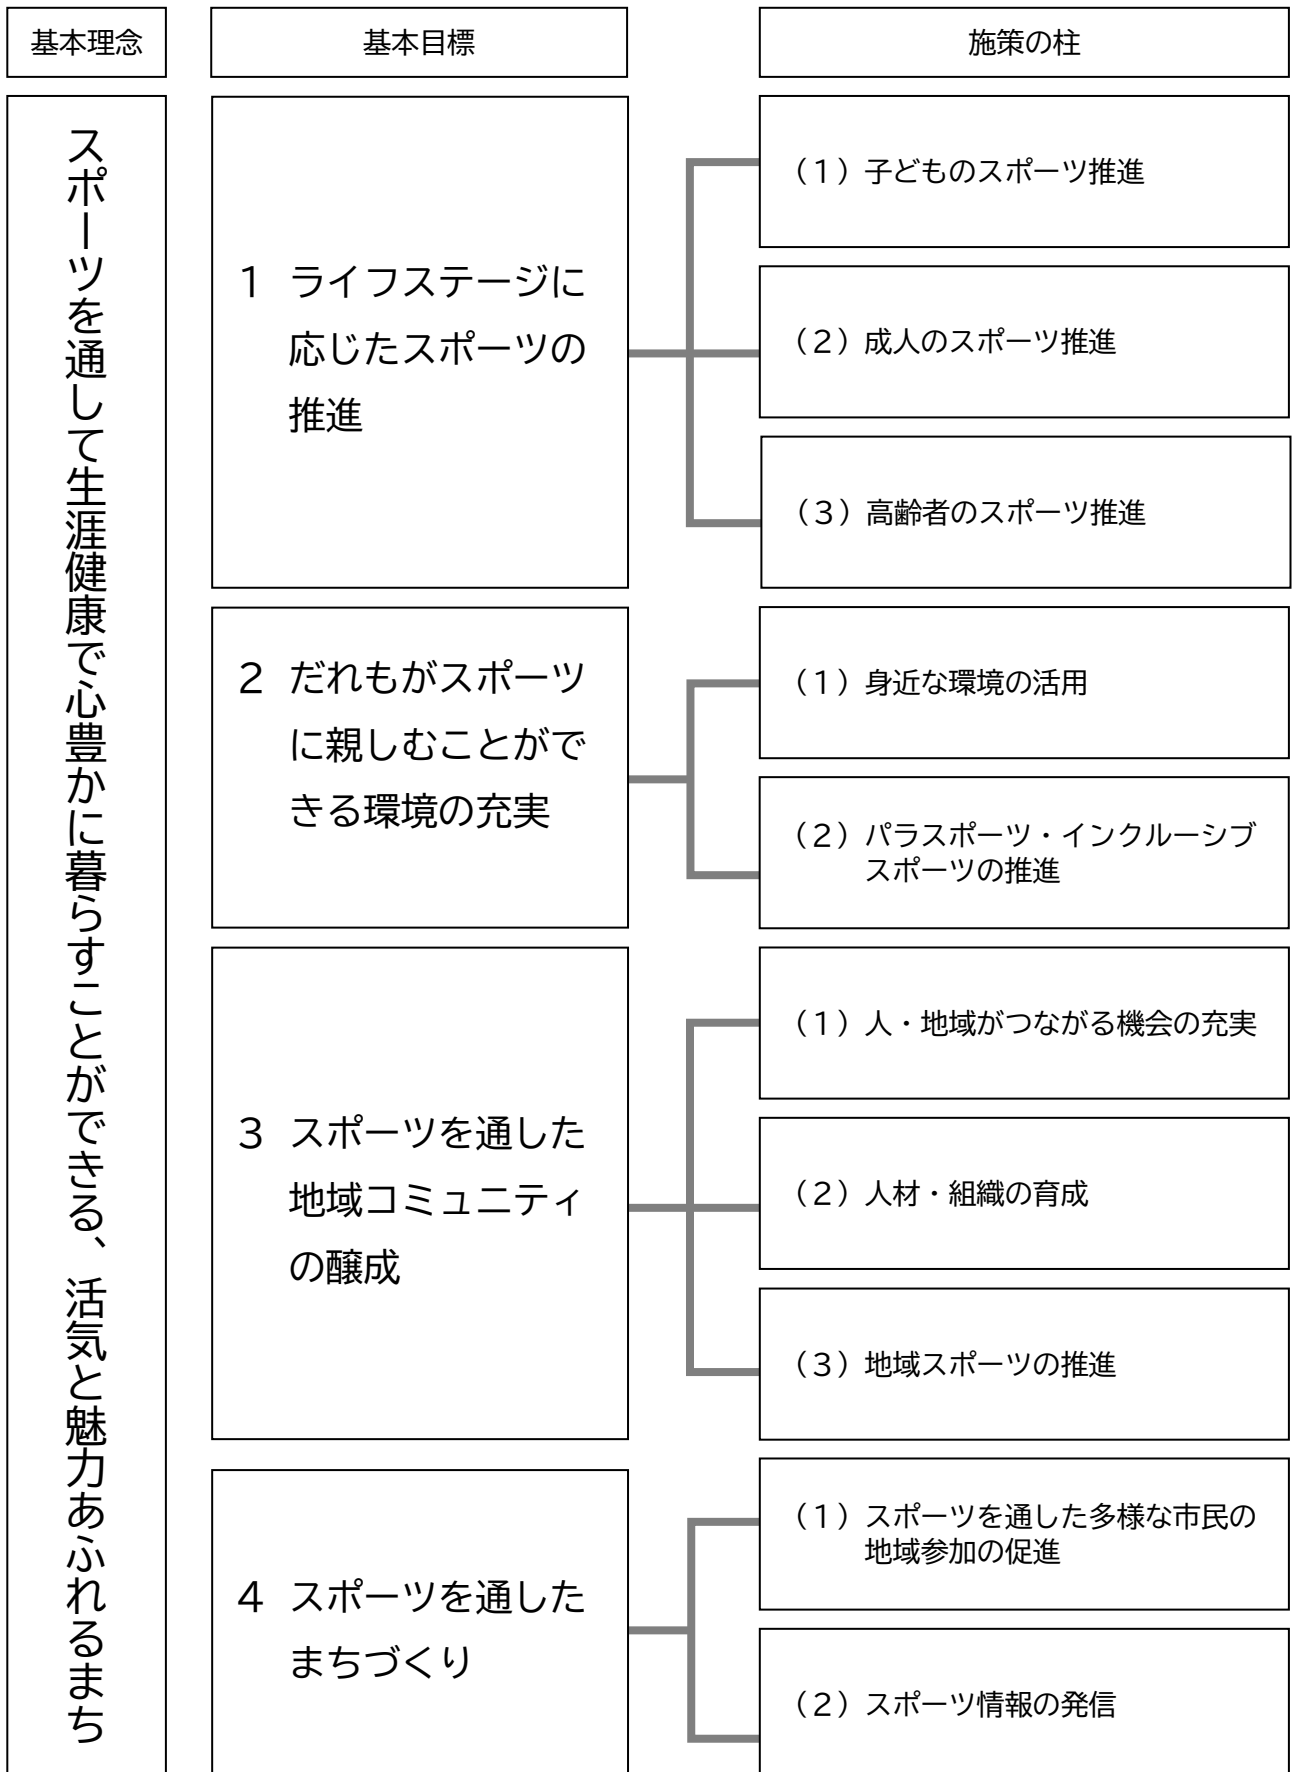 基本理念
基本目標
施策の柱
スポーツを通して生涯健康で心豊かに暮らすことができる、活気と魅力あふれるまち
1 ライフステージに
応じたスポーツの
推進
(1)子どものスポーツ推進
(2)成人のスポーツ推進
(3)高齢者のスポーツ推進
2 だれもがスポーツ
に親しむことがで
きる環境の充実
(1)身近な環境の活用
(2)パラスポーツ・インクルーシブ
スポーツの推進
3 スポーツを通した
地域コミュニティ
の醸成
(1)人・地域がつながる機会の充実
(2)人材・組織の育成
(3)地域スポーツの推進
4 スポーツを通した
まちづくり
(1)スポーツを通した多様な市民の
地域参加の促進
(2)スポーツ情報の発信